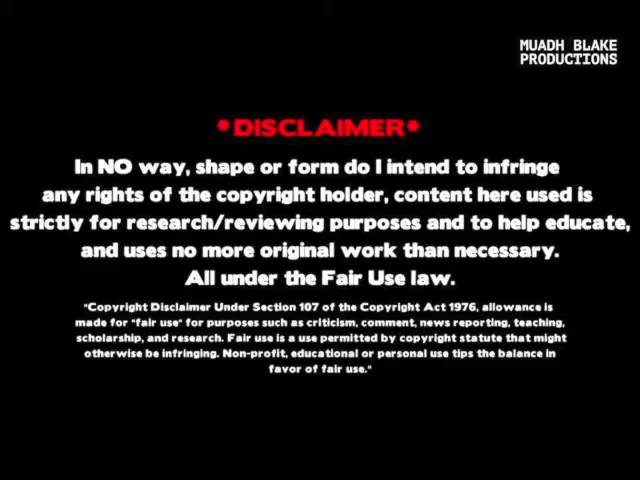 MUADH BLAKE
PRODUCTIONS
*DISCLAIMER*
In NO way, shape or form do I intend to infringe
any rights of the copyright holder, content here used is
strictly for research/reviewing purposes and to help educate,
and uses no more original work than necessary.
All under the Fair Use law.
"Copyright Disclaimer Under Section 107 of the Copyright Act 1976, allowance is
made for "fair use" for purposes such as criticism, comment, news reporting, teaching,
scholarship, and research. Fair use is a use permitted by copyright statute that might
otherwise be infringing. Non-profit, educational or personal use tips the balance in
favor of fair use."